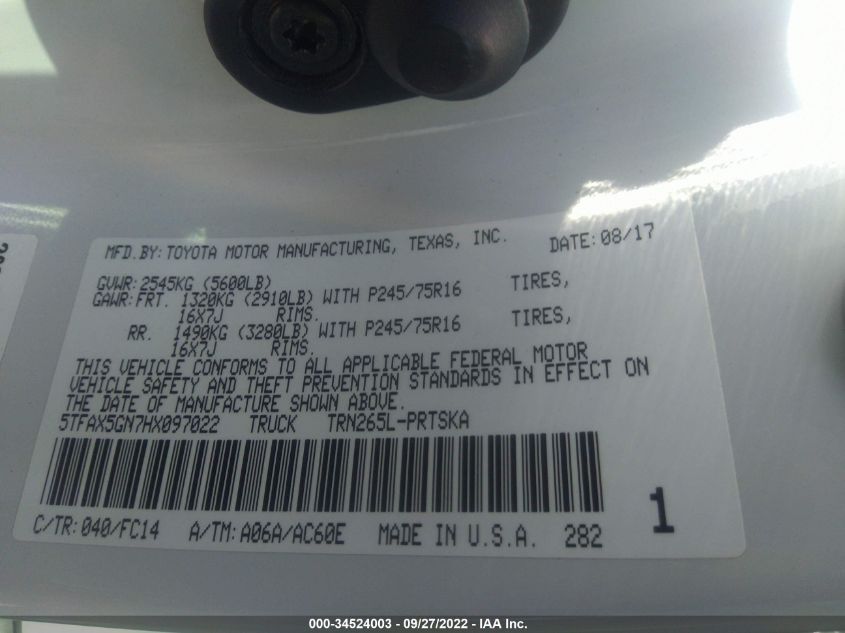 MFD.BY:TOYOTA MOTOR MANUFACTURING, TEXAS, INC. DATE:08/17
GVWR:2545KG (5600LB)
GAWR:FRT. 1320KG (2910LB) WITH P245/75R16 TIRES,
16X7J RIMS.
RR. 1490KG (3280LB) WITH P245/75R16 TIRES,
16X7J RIMS.
THIS VEHICLE CONFORMS TO ALL APPLICABLE FEDERAL MOTOR
VEHICLE SAFETY AND THEFT PREVENTION STANDARDS IN EFFECT ON
THE DATE OF MANUFACTURE SHOWN ABOVE.
5TFAX5GN7HX097022 TRUCK TRN265L-PRTSKA
1
C/TR:040/FC14 A/TM:A06A/AC60E MADE IN U.S.A. 282
000-34524003 - 09/27/2022 - IAA Inc.